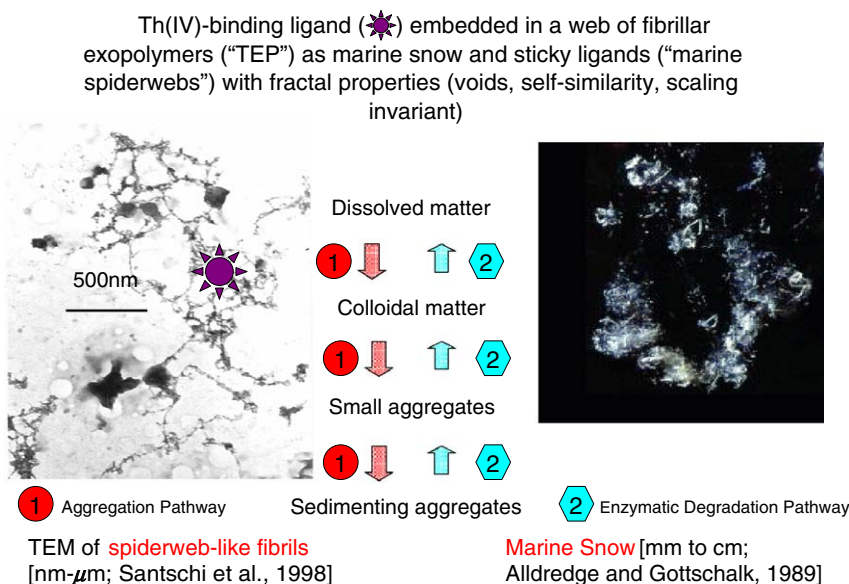 Th(IV)-binding ligand ( ) embedded in a web of fibrillar
exopolymers (“TEP”) as marine snow and sticky ligands (“marine
spiderwebs”) with fractal properties (voids, self-similarity, scaling
invariant)
500nm
Dissolved matter
1 2
Colloidal matter
1 2
Small aggregates
1 2
Sedimenting aggregates
1 Aggregation Pathway
2 Enzymatic Degradation Pathway
TEM of spiderweb-like fibrils
[nm-μm; Santschi et al., 1998]
Marine Snow [mm to cm;
Alldredge and Gottschalk, 1989]